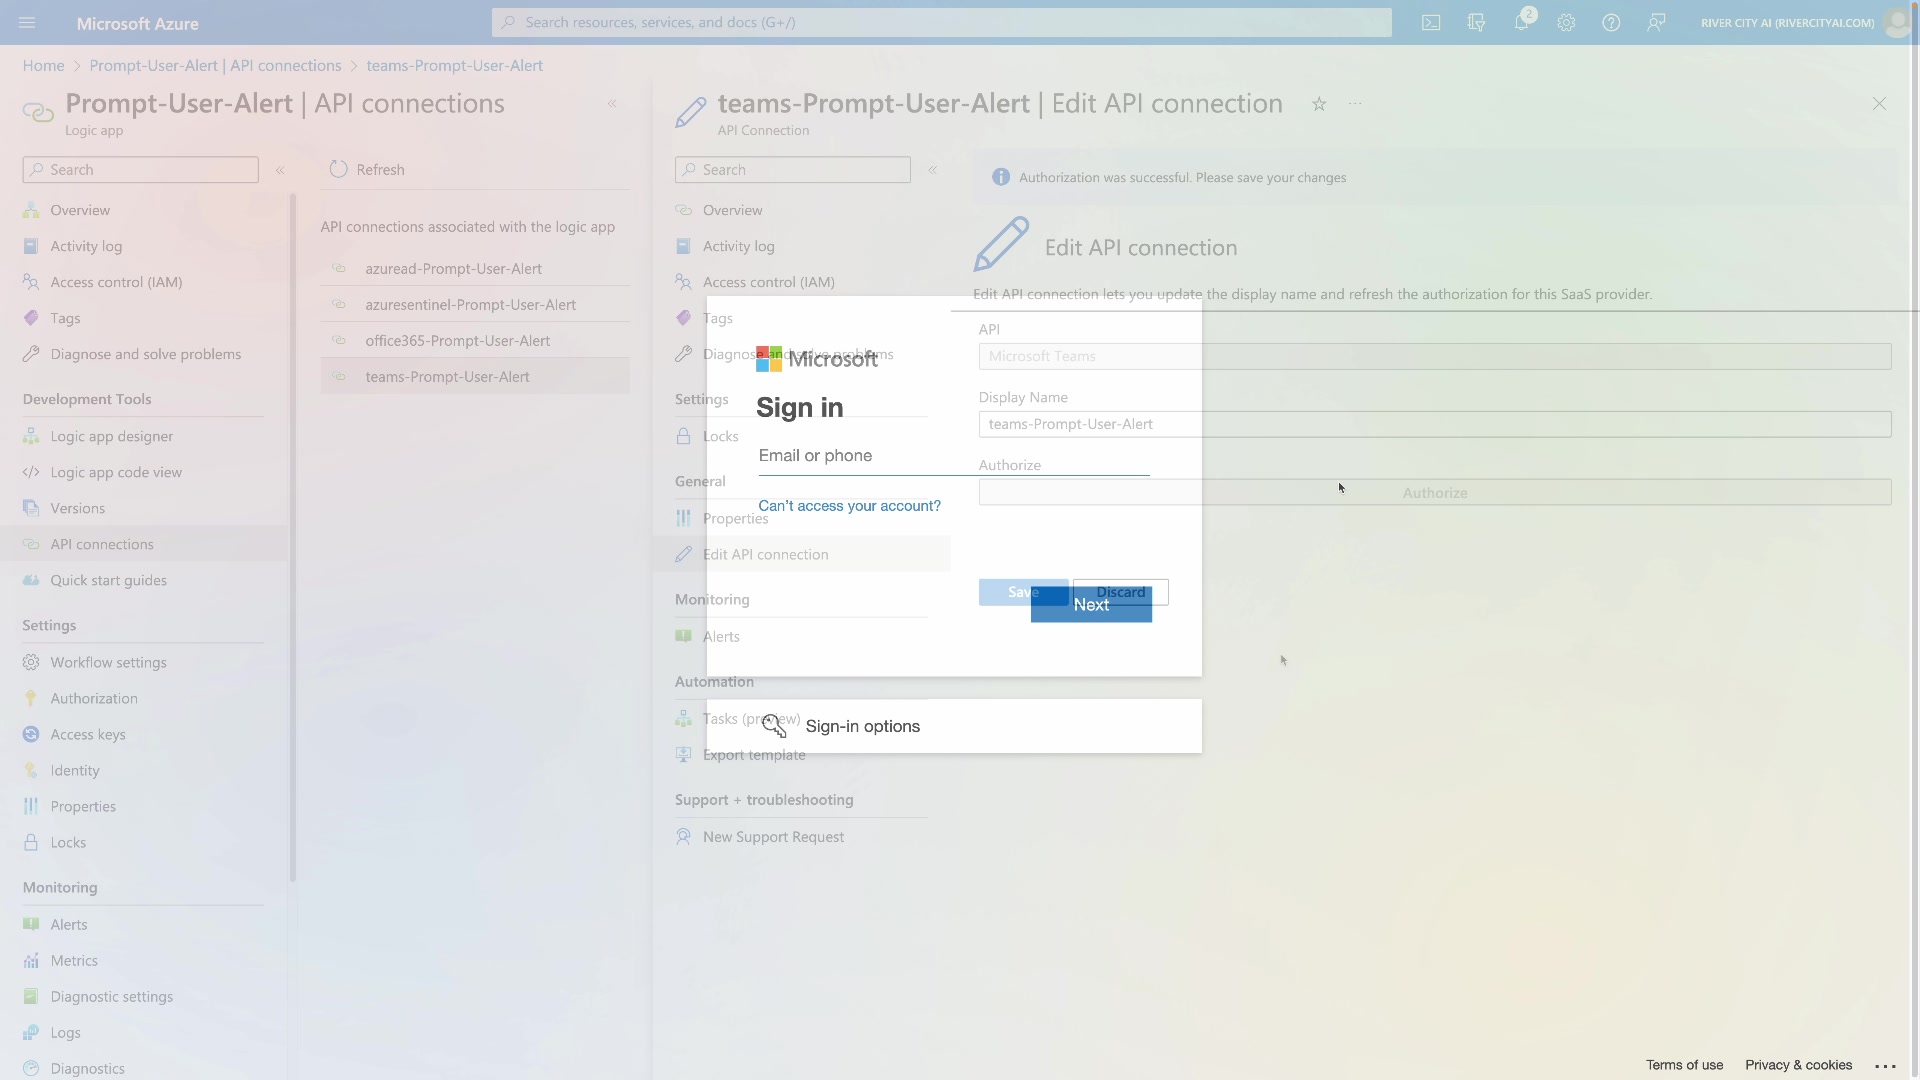 Microsoft Azure
Search resources, services, and docs (G+/)
2
RIVER CITY AI (RIVERCITYAI.COM)
Home > Prompt-User-Alert | API connections > teams-Prompt-User-Alert
Prompt-User-Alert | API connections
Logic app
Search
Overview
Activity log
Access control (IAM)
Tags
Diagnose and solve problems
Development Tools
Logic app designer
Logic app code view
Versions
API connections
Quick start guides
Settings
Workflow settings
Authorization
Access keys
Identity
Properties
Locks
Monitoring
Alerts
Metrics
Diagnostic settings
Logs
Diagnostics
Refresh
API connections associated with the logic app
azuread-Prompt-User-Alert
azuresentinel-Prompt-User-Alert
office365-Prompt-User-Alert
teams-Prompt-User-Alert
teams-Prompt-User-Alert | Edit API connection
API Connection
Search
Overview
Activity log
Access control (IAM)
Tags
Diagnose and solve problems
Settings
Locks
General
Properties
Edit API connection
Monitoring
Alerts
Automation
Tasks (preview)
Export template
Support + troubleshooting
New Support Request
Authorization was successful. Please save your changes
Edit API connection
Edit API connection lets you update the display name and refresh the authorization for this SaaS provider.
API
Microsoft Teams
Display Name
teams-Prompt-User-Alert
Authorize
Authorize
Save
Discard
Microsoft
Sign in
Email or phone
Can't access your account?
Next
Sign-in options
Terms of use
Privacy & cookies